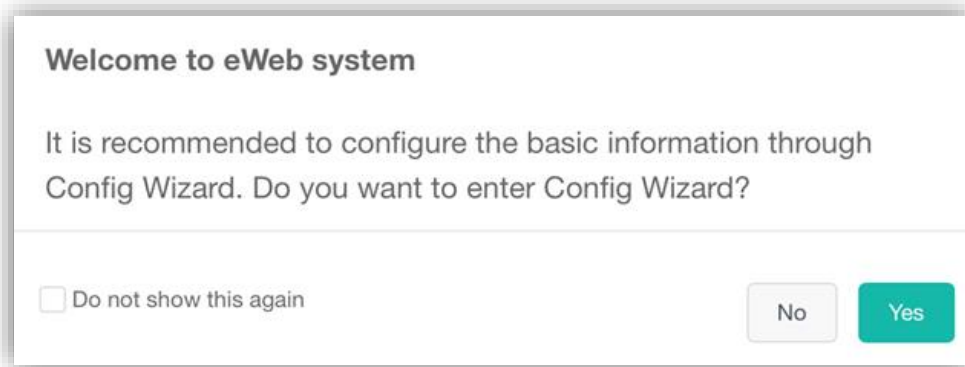 Welcome to eWeb system
It is recommended to configure the basic information through
Config Wizard. Do you want to enter Config Wizard?
Do not show this again
No
Yes